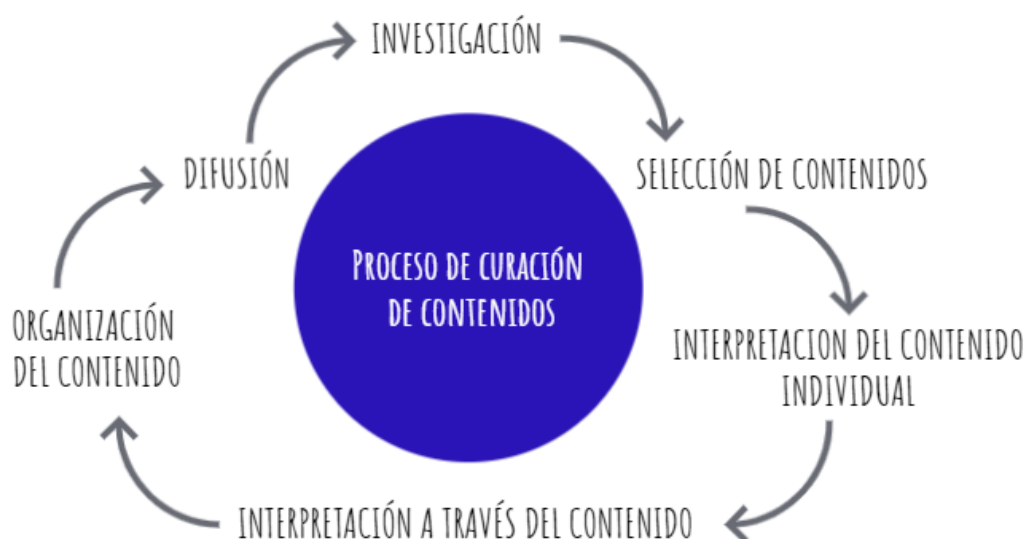 INVESTIGACIÓN
SELECCIÓN DE CONTENIDOS
INTERPRETACION DEL CONTENIDO
INDIVIDUAL
INTERPRETACIÓN A TRAVÉS DEL CONTENIDO
ORGANIZACIÓN
DEL CONTENIDO
DIFUSIÓN
PROCESO DE CURACIÓN
DE CONTENIDOS